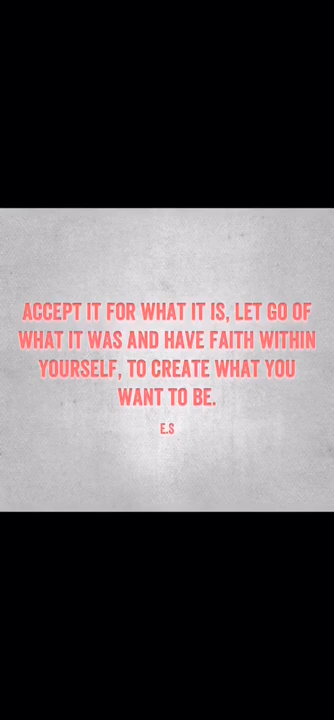 ACCEPT IT FOR WHAT IT IS, LET GO OF
WHAT IT WAS AND HAVE FAITH WITHIN
YOURSELF, TO CREATE WHAT YOU
WANT TO BE.
E.S